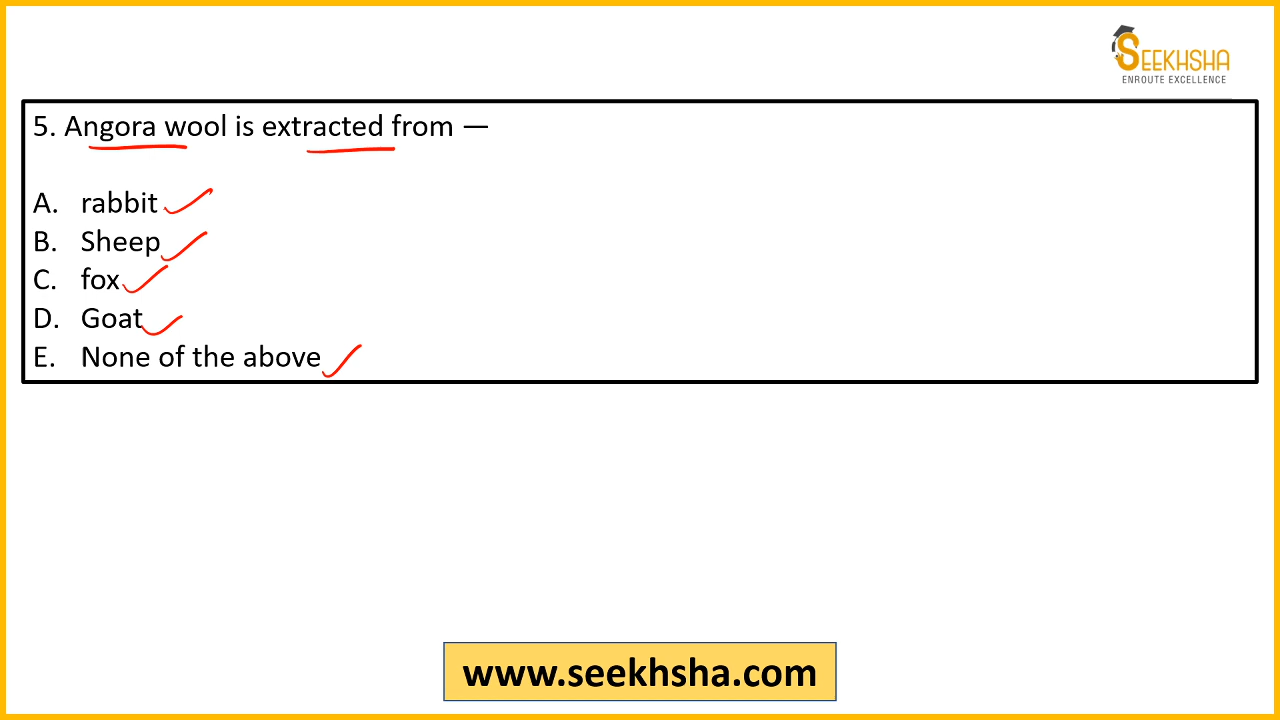 SEEKHSHA
ENROUTE EXCELLENCE
5. Angora wool is extracted from —
A. rabbit
B. Sheep
C. fox
D. Goat
E. None of the above
www.seekhsha.com